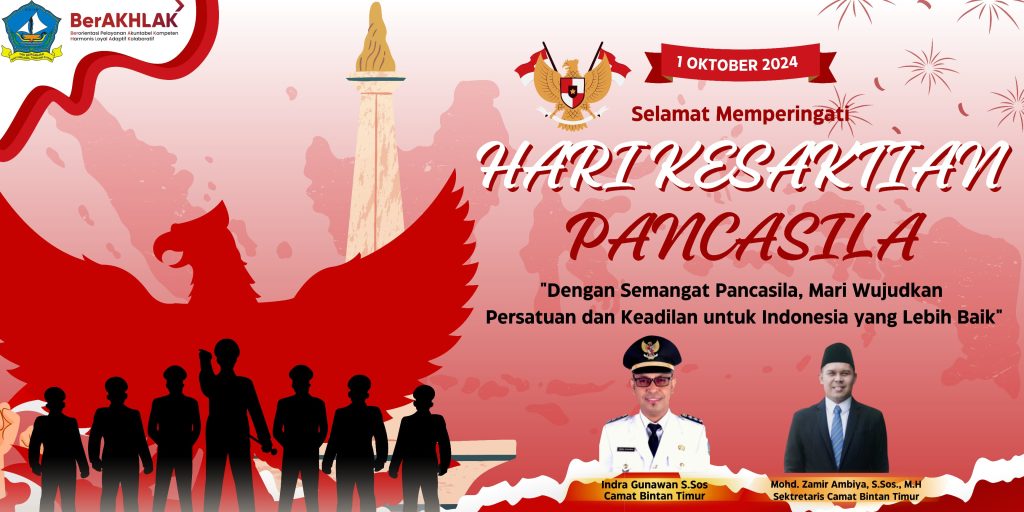 BerAKHLAK
Berorientasi Pelayanan Akuntabel Kompeten
Harmonis Loyal Adaptif Kolaboratif
1 OKTOBER 2024
Selamat Memperingati
HARI KESAKTIAN
PANCASILA
"Dengan Semangat Pancasila, Mari Wujudkan
Persatuan dan Keadilan untuk Indonesia yang Lebih Baik"
Indra Gunawan S.Sos
Camat Bintan Timur
Mohd. Zamir Ambiya, S.Sos., M.H
Sektretaris Camat Bintan Timur